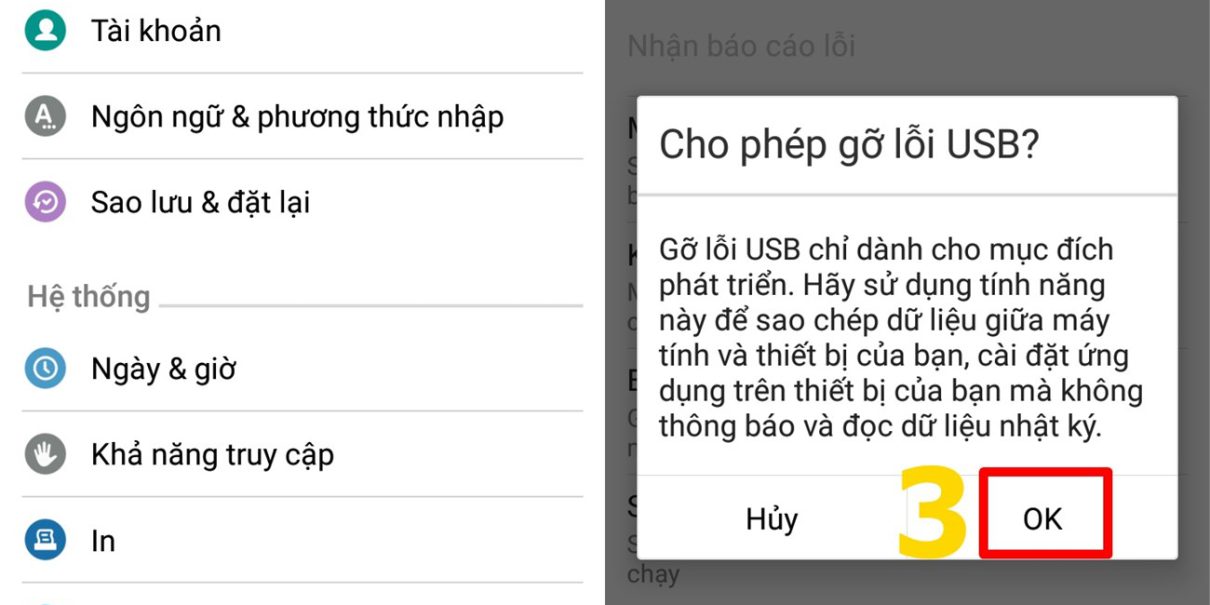 Tài khoản
Ngôn ngữ & phương thức nhập
Sao lưu & đặt lại
Hệ thống
Ngày & giờ
Khả năng truy cập
In
Nhận báo cáo lỗi
Cho phép gỡ lỗi USB?
Gỡ lỗi USB chỉ dành cho mục đích
phát triển. Hãy sử dụng tính năng
này để sao chép dữ liệu giữa máy
tính và thiết bị của bạn, cài đặt ứng
dụng trên thiết bị của bạn mà không
thông báo và đọc dữ liệu nhật ký.
Hủy
3
OK
chạy